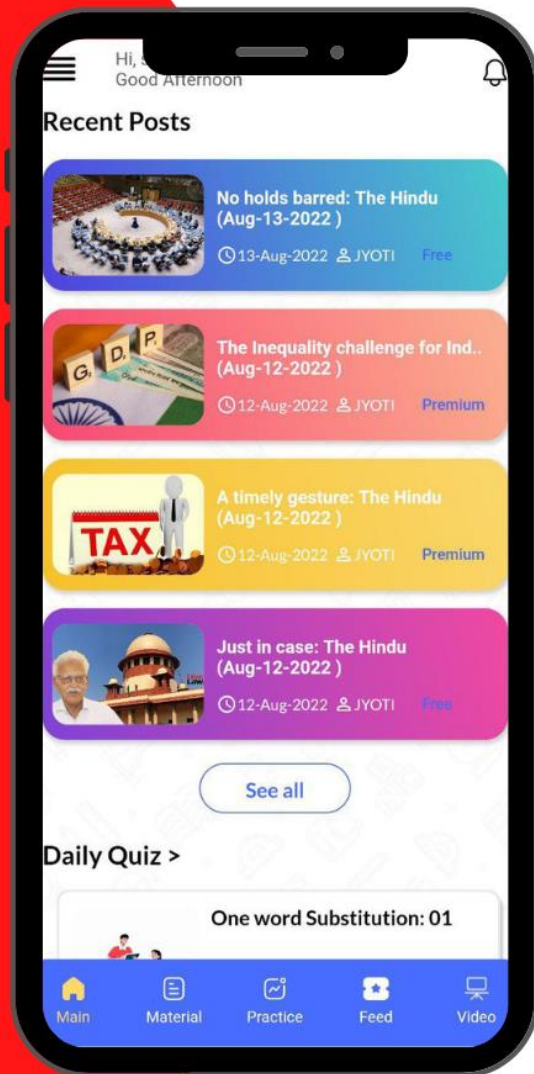 Hi,
Good Afternoon
Recent Posts
No holds barred: The Hindu
(Aug-13-2022 )
13-Aug-2022 JYOTI Free
G D P
The Inequality challenge for Ind..
(Aug-12-2022 )
12-Aug-2022 JYOTI Premium
TAX
A timely gesture: The Hindu
(Aug-12-2022 )
12-Aug-2022 JYOTI Premium
Just in case: The Hindu
(Aug-12-2022 )
12-Aug-2022 JYOTI Free
See all
Daily Quiz >
One word Substitution: 01
Main Material Practice Feed Video